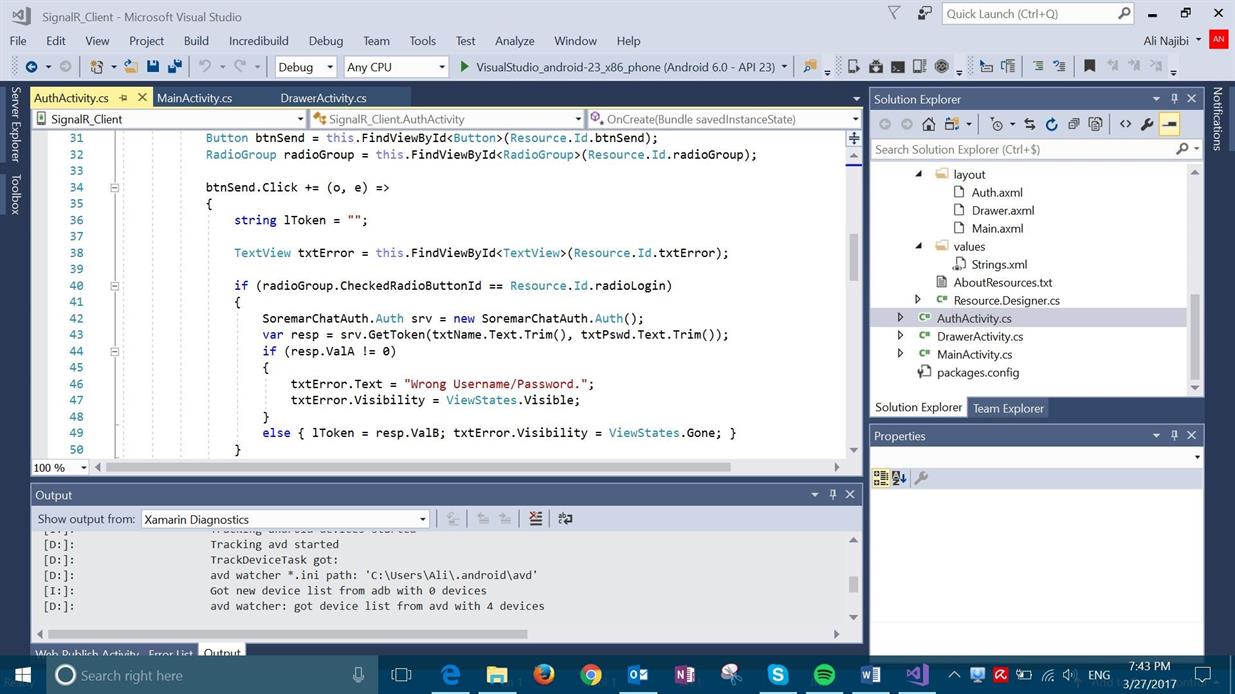 SignalR_Client - Microsoft Visual Studio
Quick Launch (Ctrl+Q)
File Edit View Project Build Incredibuild Debug Team Tools Test Analyze Window Help
Ali Najibi AN
Debug Any CPU VisualStudio_android-23_x86_phone (Android 6.0 - API 23)
Server Explorer
Toolbox
AuthActivity.cs MainActivity.cs DrawerActivity.cs
SignalR_Client SignalR_Client.AuthActivity OnCreate(Bundle savedInstanceState)
31 Button btnSend = this.FindViewById<Button>(Resource.Id.btnSend);
32 RadioGroup radioGroup = this.FindViewById<RadioGroup>(Resource.Id.radioGroup);
33
34 btnSend.Click += (o, e) =>
35 {
36 string lToken = "";
37
38 TextView txtError = this.FindViewById<TextView>(Resource.Id.txtError);
39
40 if (radioGroup.CheckedRadioButtonId == Resource.Id.radioLogin)
41 {
42 SoremarChatAuth.Auth srv = new SoremarChatAuth.Auth();
43 var resp = srv.GetToken(txtName.Text.Trim(), txtPswd.Text.Trim());
44 if (resp.ValA != 0)
45 {
46 txtError.Text = "Wrong Username/Password.";
47 txtError.Visibility = ViewStates.Visible;
48 }
49 else { lToken = resp.ValB; txtError.Visibility = ViewStates.Gone; }
50 }
100 %
Output
Show output from: Xamarin Diagnostics
[I:]: Tracking android devices started
[D:]: Tracking avd started
[D:]: TrackDeviceTask got:
[D:]: avd watcher *.ini path: 'C:\Users\Ali\.android\avd'
[I:]: Got new device list from adb with 0 devices
[D:]: avd watcher: got device list from avd with 4 devices
Web Publish Activity Error List Output
Solution Explorer
Search Solution Explorer (Ctrl+$)
layout
Auth.axml
Drawer.axml
Main.axml
values
Strings.xml
AboutResources.txt
C# Resource.Designer.cs
C# AuthActivity.cs
C# DrawerActivity.cs
C# MainActivity.cs
packages.config
Solution Explorer Team Explorer
Properties
Notifications
Search right here
ENG
7:43 PM
3/27/2017